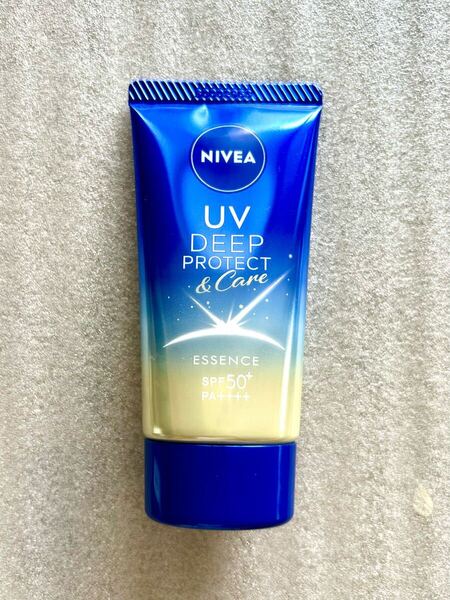 NIVEA
UV
DEEP
PROTECT
& Care
ESSENCE
SPF50+
PA++++